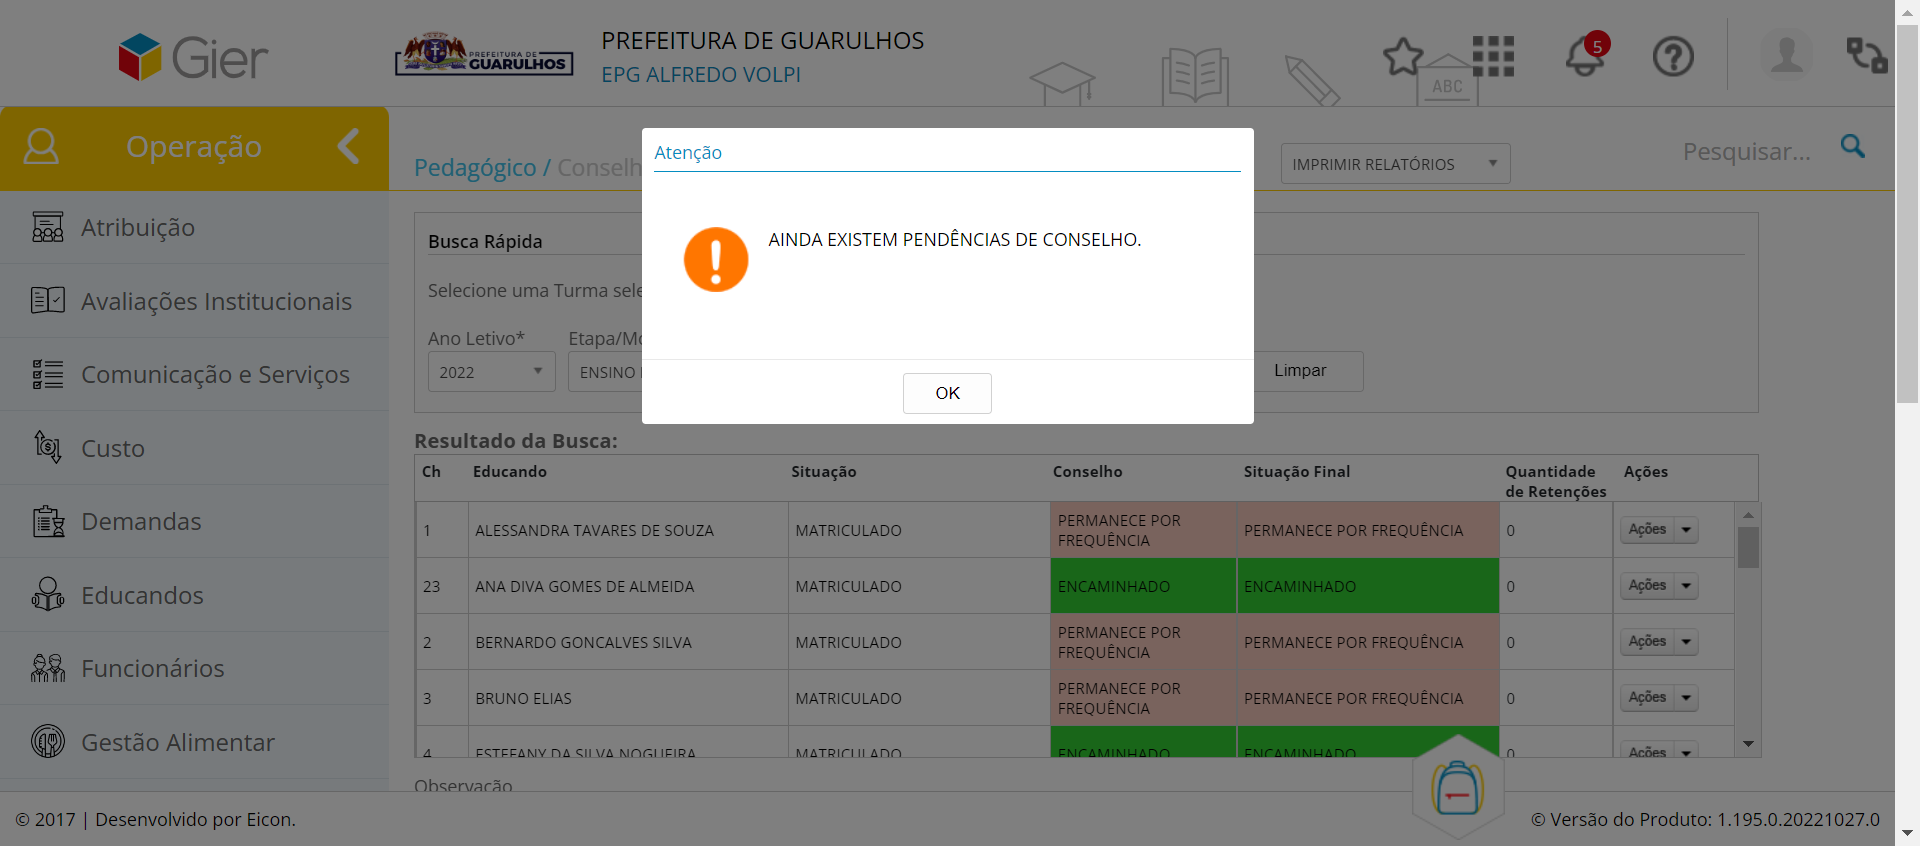 Gier
PREFEITURA DE
GUARULHOS
PREFEITURA DE GUARULHOS
EPG ALFREDO VOLPI
ABC
5
Operação
Pedagógico / Conselh
IMPRIMIR RELATÓRIOS
Pesquisar...
Atenção
AINDA EXISTEM PENDÊNCIAS DE CONSELHO.
OK
Atribuição
Avaliações Institucionais
Comunicação e Serviços
Custo
Demandas
Educandos
Funcionários
Gestão Alimentar
Busca Rápida
Selecione uma Turma sele
Ano Letivo* Etapa/Mo
2022 ENSINO Limpar
Resultado da Busca:
Ch Educando Situação Conselho Situação Final Quantidade de Retenções Ações
1 ALESSANDRA TAVARES DE SOUZA MATRICULADO PERMANECE POR FREQUÊNCIA PERMANECE POR FREQUÊNCIA 0 Ações
23 ANA DIVA GOMES DE ALMEIDA MATRICULADO ENCAMINHADO ENCAMINHADO 0 Ações
2 BERNARDO GONCALVES SILVA MATRICULADO PERMANECE POR FREQUÊNCIA PERMANECE POR FREQUÊNCIA 0 Ações
3 BRUNO ELIAS MATRICULADO PERMANECE POR FREQUÊNCIA PERMANECE POR FREQUÊNCIA 0 Ações
4 ESTEFANY DA SILVA NOGUEIRA MATRICULADO ENCAMINHADO ENCAMINHADO 0 Ações
Observação
© 2017 | Desenvolvido por Eicon.
© Versão do Produto: 1.195.0.20221027.0